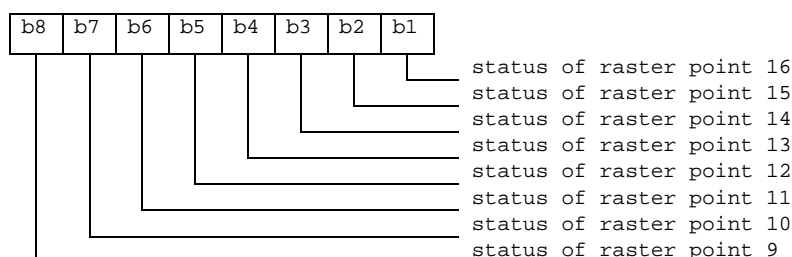 b8 b7 b6 b5 b4 b3 b2 b1
status of raster point 16
status of raster point 15
status of raster point 14
status of raster point 13
status of raster point 12
status of raster point 11
status of raster point 10
status of raster point 9